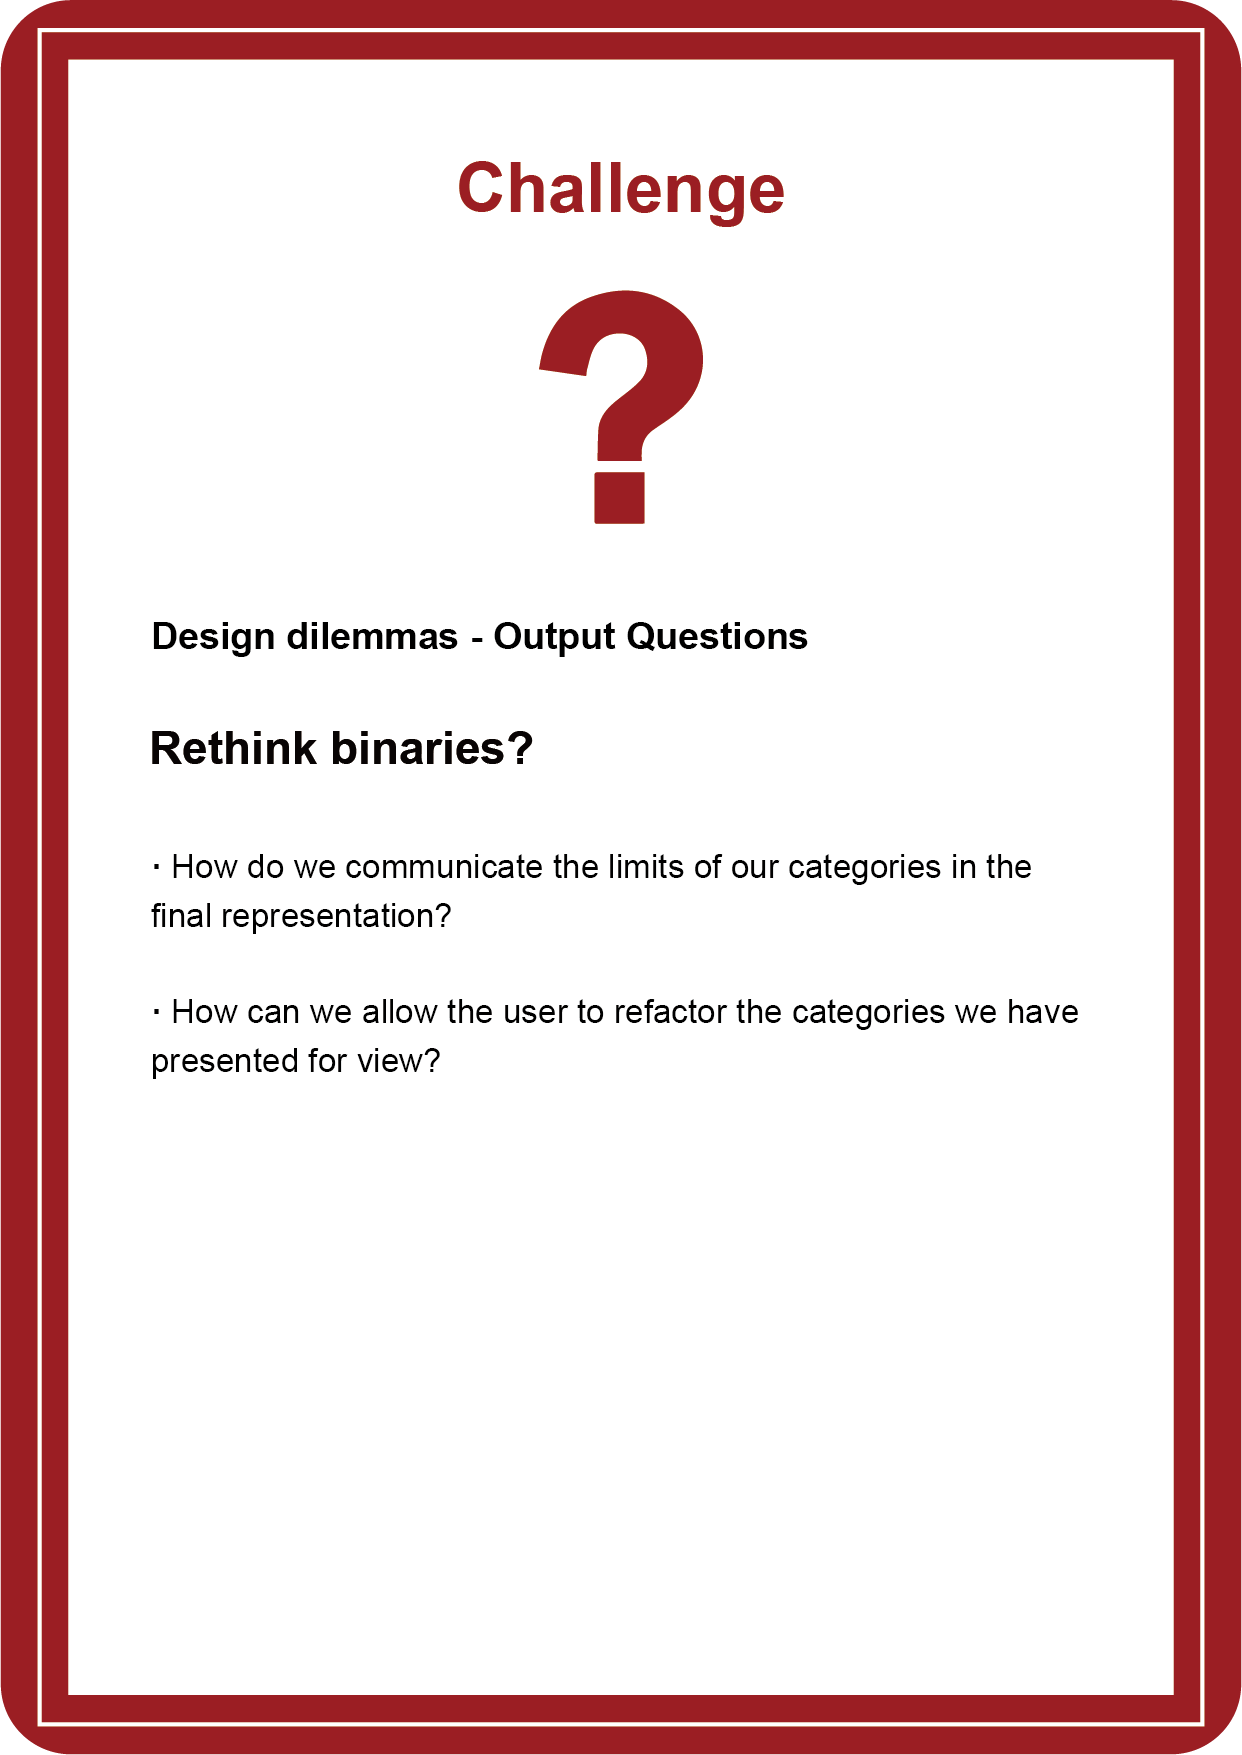 Challenge
?
Design dilemmas - Output Questions
Rethink binaries?
· How do we communicate the limits of our categories in the
final representation?
· How can we allow the user to refactor the categories we have
presented for view?